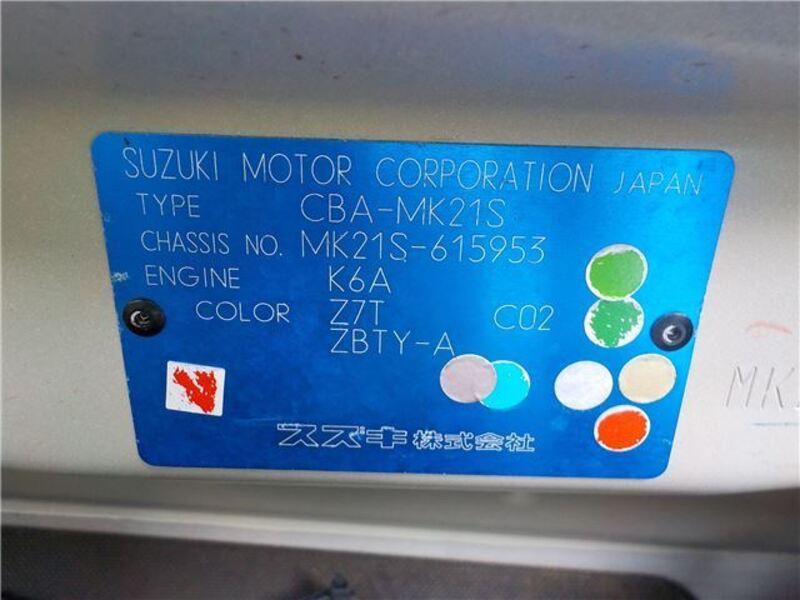 SUZUKI MOTOR CORPORATION JAPAN
TYPE CBA-MK21S
CHASSIS NO. MK21S-615953
ENGINE K6A
COLOR Z7T C02
ZBTY-A
スズキ株式会社
MK